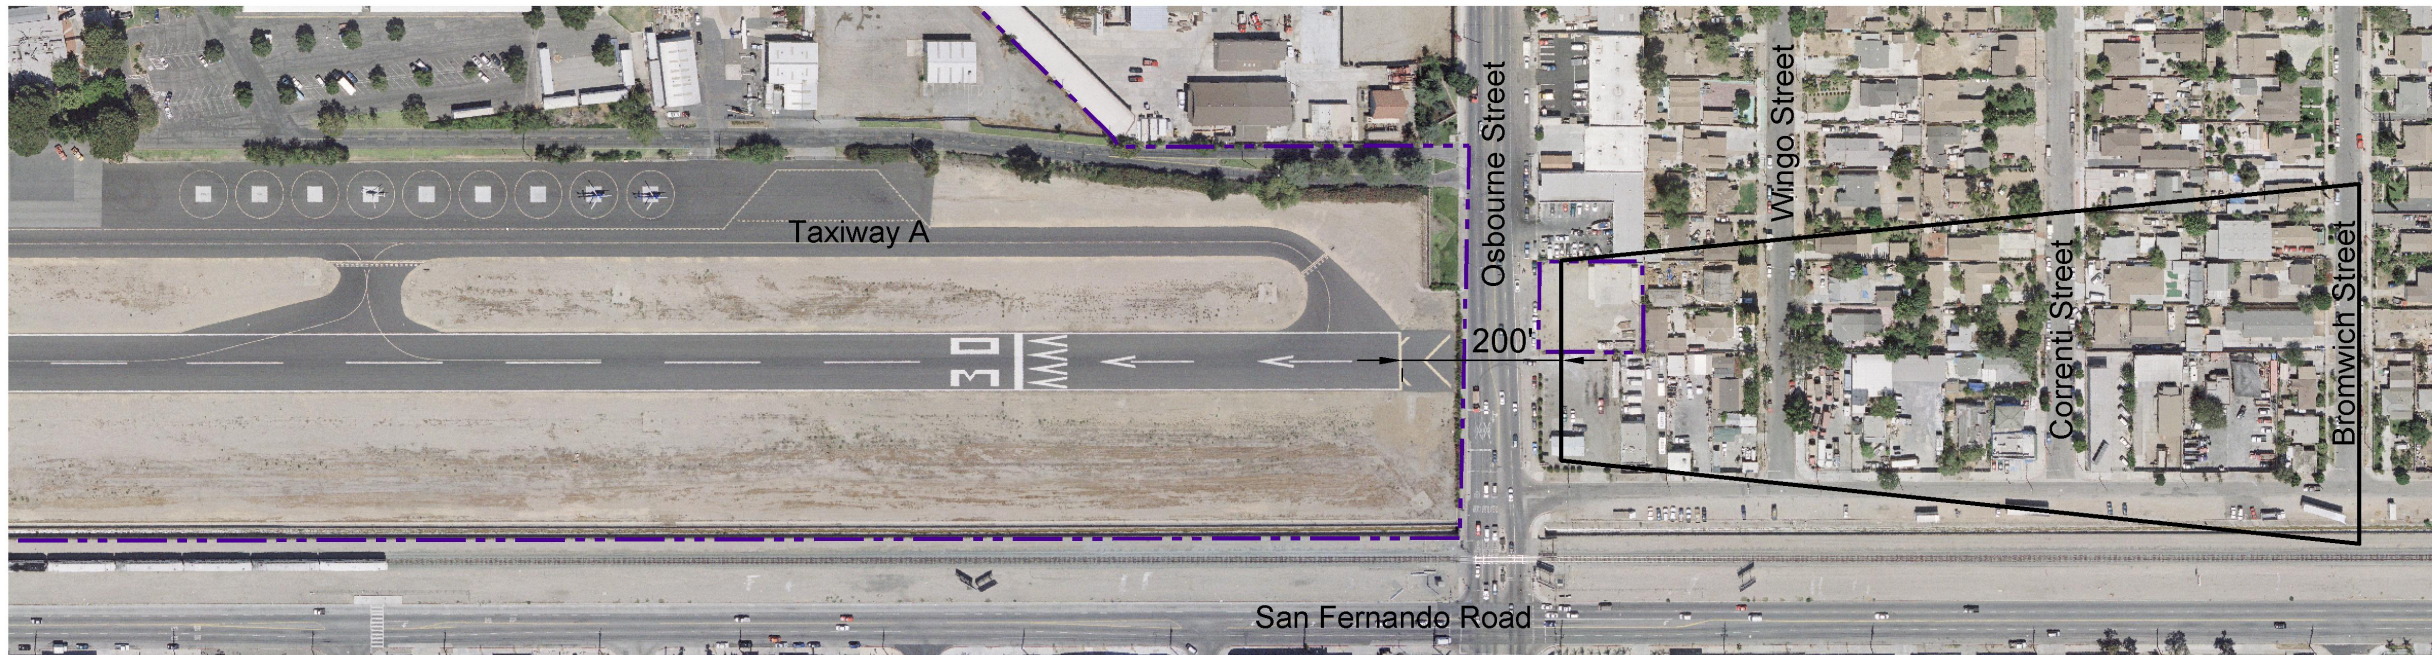 Taxiway A
Osbourne Street
Wingo Street
Correnti Street
Bromwich Street
200'
30
San Fernando Road